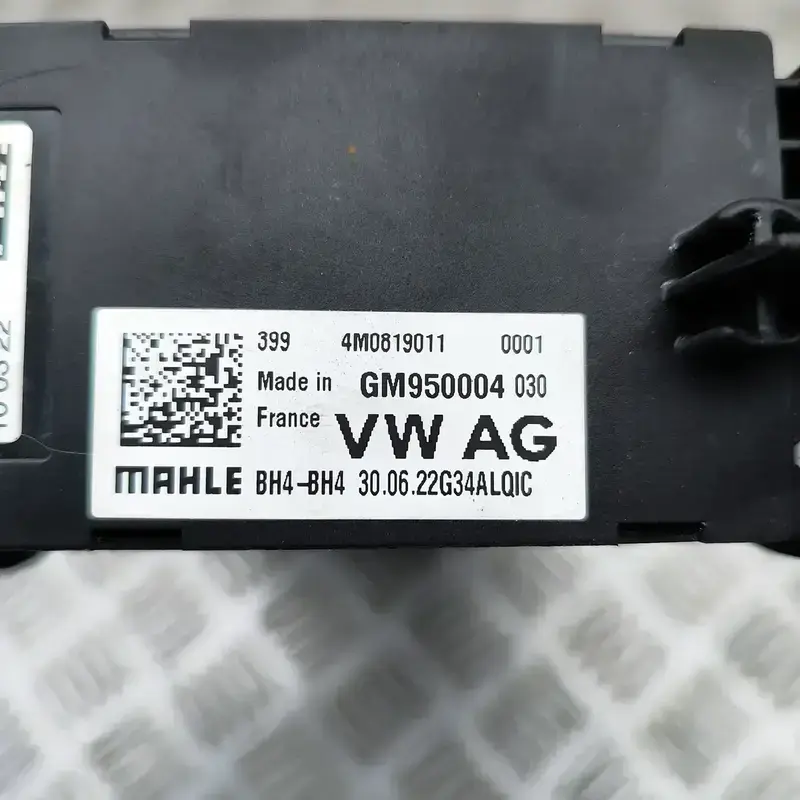 399 4M0819011 0001
Made in GM950004 030
France VW AG
MAHLE BH4-BH4 30.06.22G34ALQIC